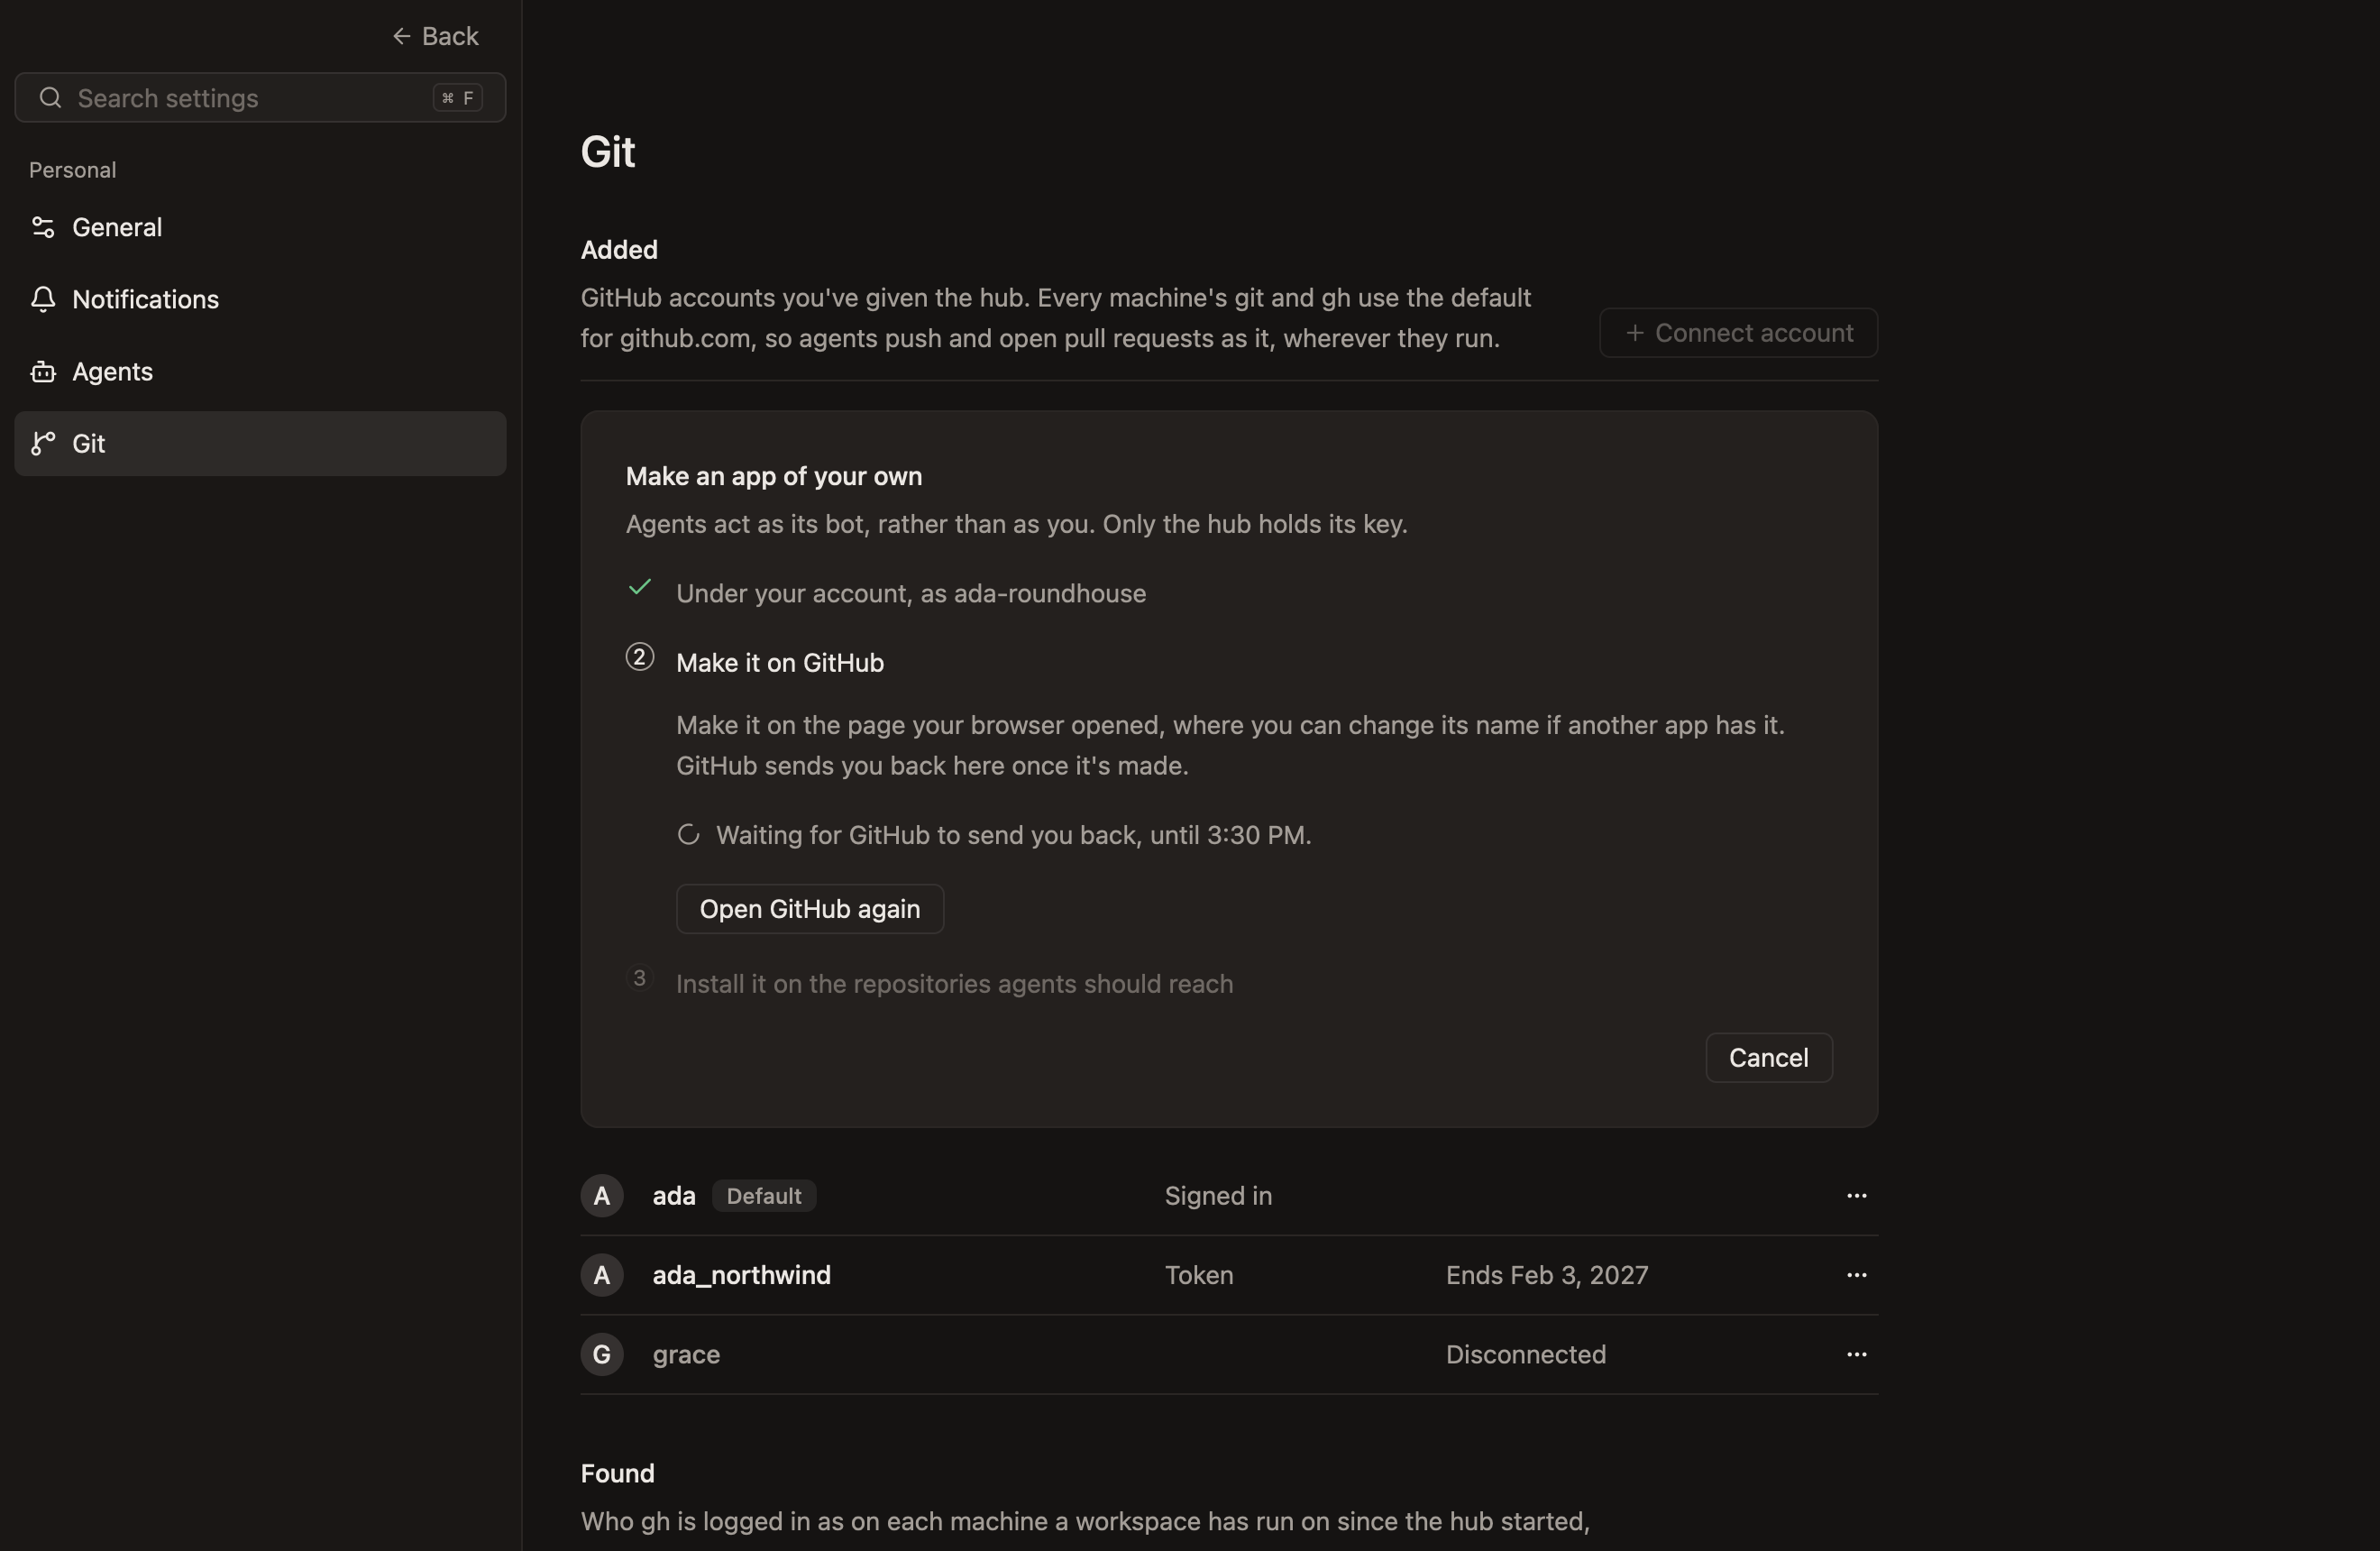 ← Back
Search settings ⌘ F
Personal
General
Notifications
Agents
Git
Git
Added
GitHub accounts you've given the hub. Every machine's git and gh use the default
for github.com, so agents push and open pull requests as it, wherever they run.
+ Connect account
Make an app of your own
Agents act as its bot, rather than as you. Only the hub holds its key.
Under your account, as ada-roundhouse
2 Make it on GitHub
Make it on the page your browser opened, where you can change its name if another app has it.
GitHub sends you back here once it's made.
Waiting for GitHub to send you back, until 3:30 PM.
Open GitHub again
3 Install it on the repositories agents should reach
Cancel
A ada Default Signed in ···
A ada_northwind Token Ends Feb 3, 2027 ···
G grace Disconnected ···
Found
Who gh is logged in as on each machine a workspace has run on since the hub started,